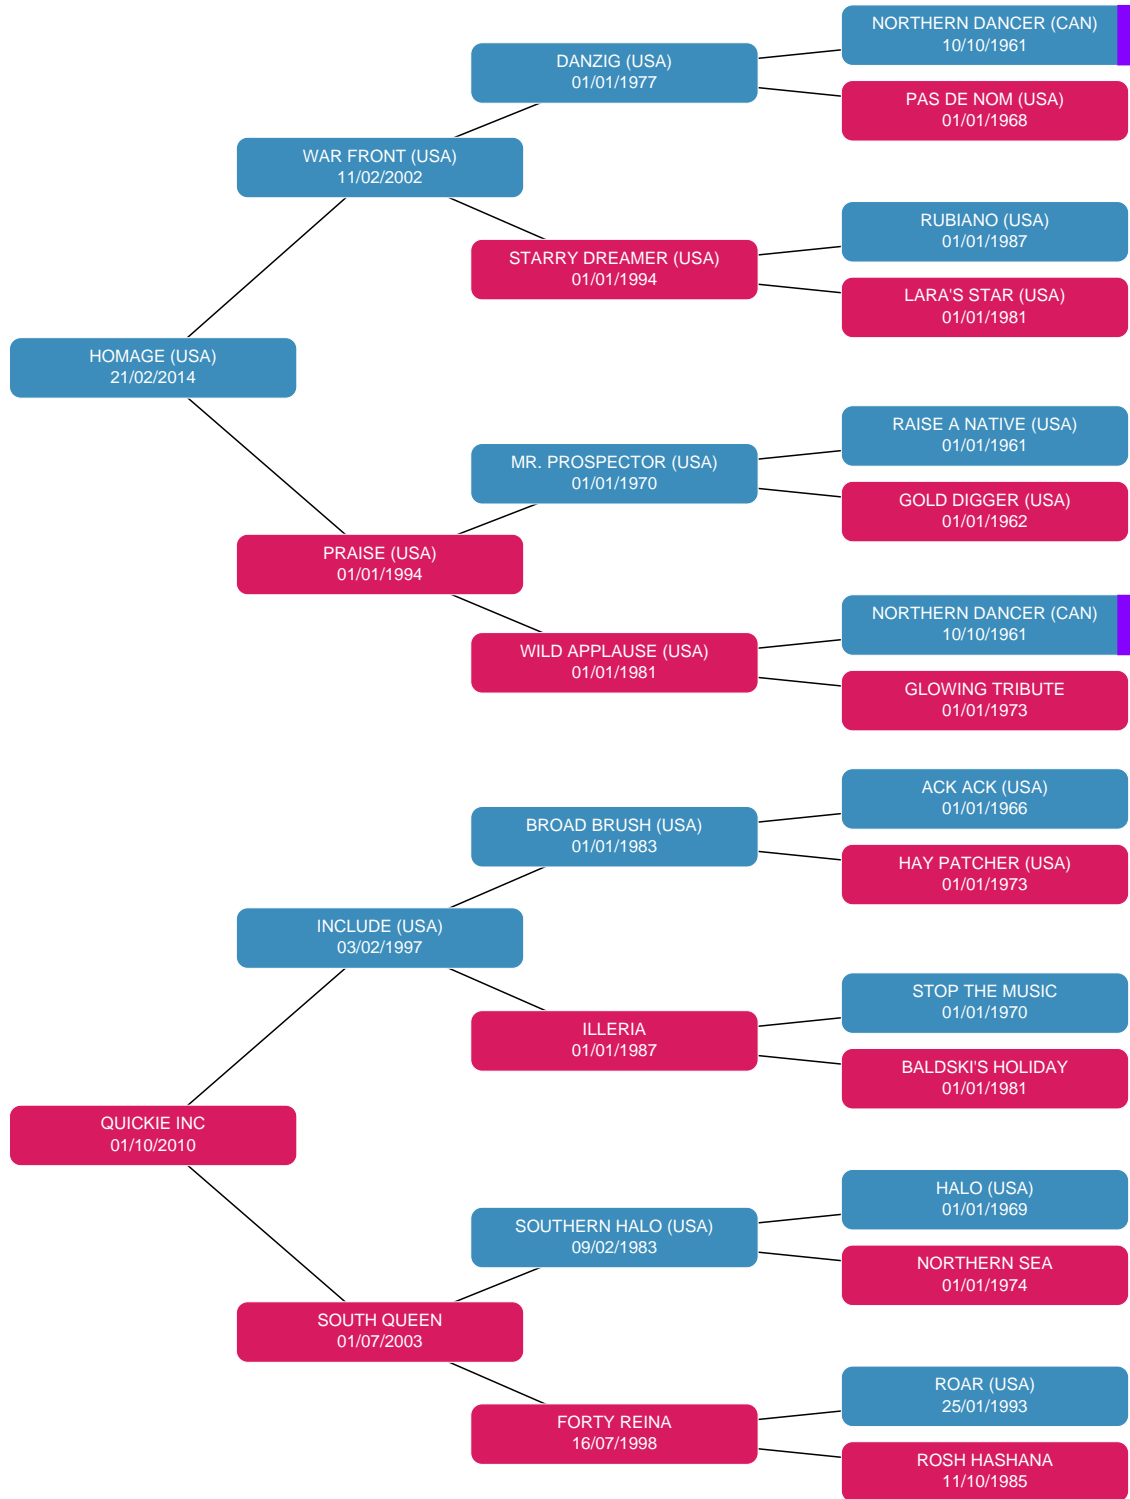 NORTHERN DANCER (CAN)
10/10/1961
DANZIG (USA)
01/01/1977
PAS DE NOM (USA)
01/01/1968
WAR FRONT (USA)
11/02/2002
RUBIANO (USA)
01/01/1987
STARRY DREAMER (USA)
01/01/1994
LARA'S STAR (USA)
01/01/1981
HOMAGE (USA)
21/02/2014
RAISE A NATIVE (USA)
01/01/1961
MR. PROSPECTOR (USA)
01/01/1970
GOLD DIGGER (USA)
01/01/1962
PRAISE (USA)
01/01/1994
NORTHERN DANCER (CAN)
10/10/1961
WILD APPLAUSE (USA)
01/01/1981
GLOWING TRIBUTE
01/01/1973
ACK ACK (USA)
01/01/1966
BROAD BRUSH (USA)
01/01/1983
HAY PATCHER (USA)
01/01/1973
INCLUDE (USA)
03/02/1997
STOP THE MUSIC
01/01/1970
ILLERIA
01/01/1987
BALDSKI'S HOLIDAY
01/01/1981
QUICKIE INC
01/10/2010
HALO (USA)
01/01/1969
SOUTHERN HALO (USA)
09/02/1983
NORTHERN SEA
01/01/1974
SOUTH QUEEN
01/07/2003
ROAR (USA)
25/01/1993
FORTY REINA
16/07/1998
ROSH HASHANA
11/10/1985